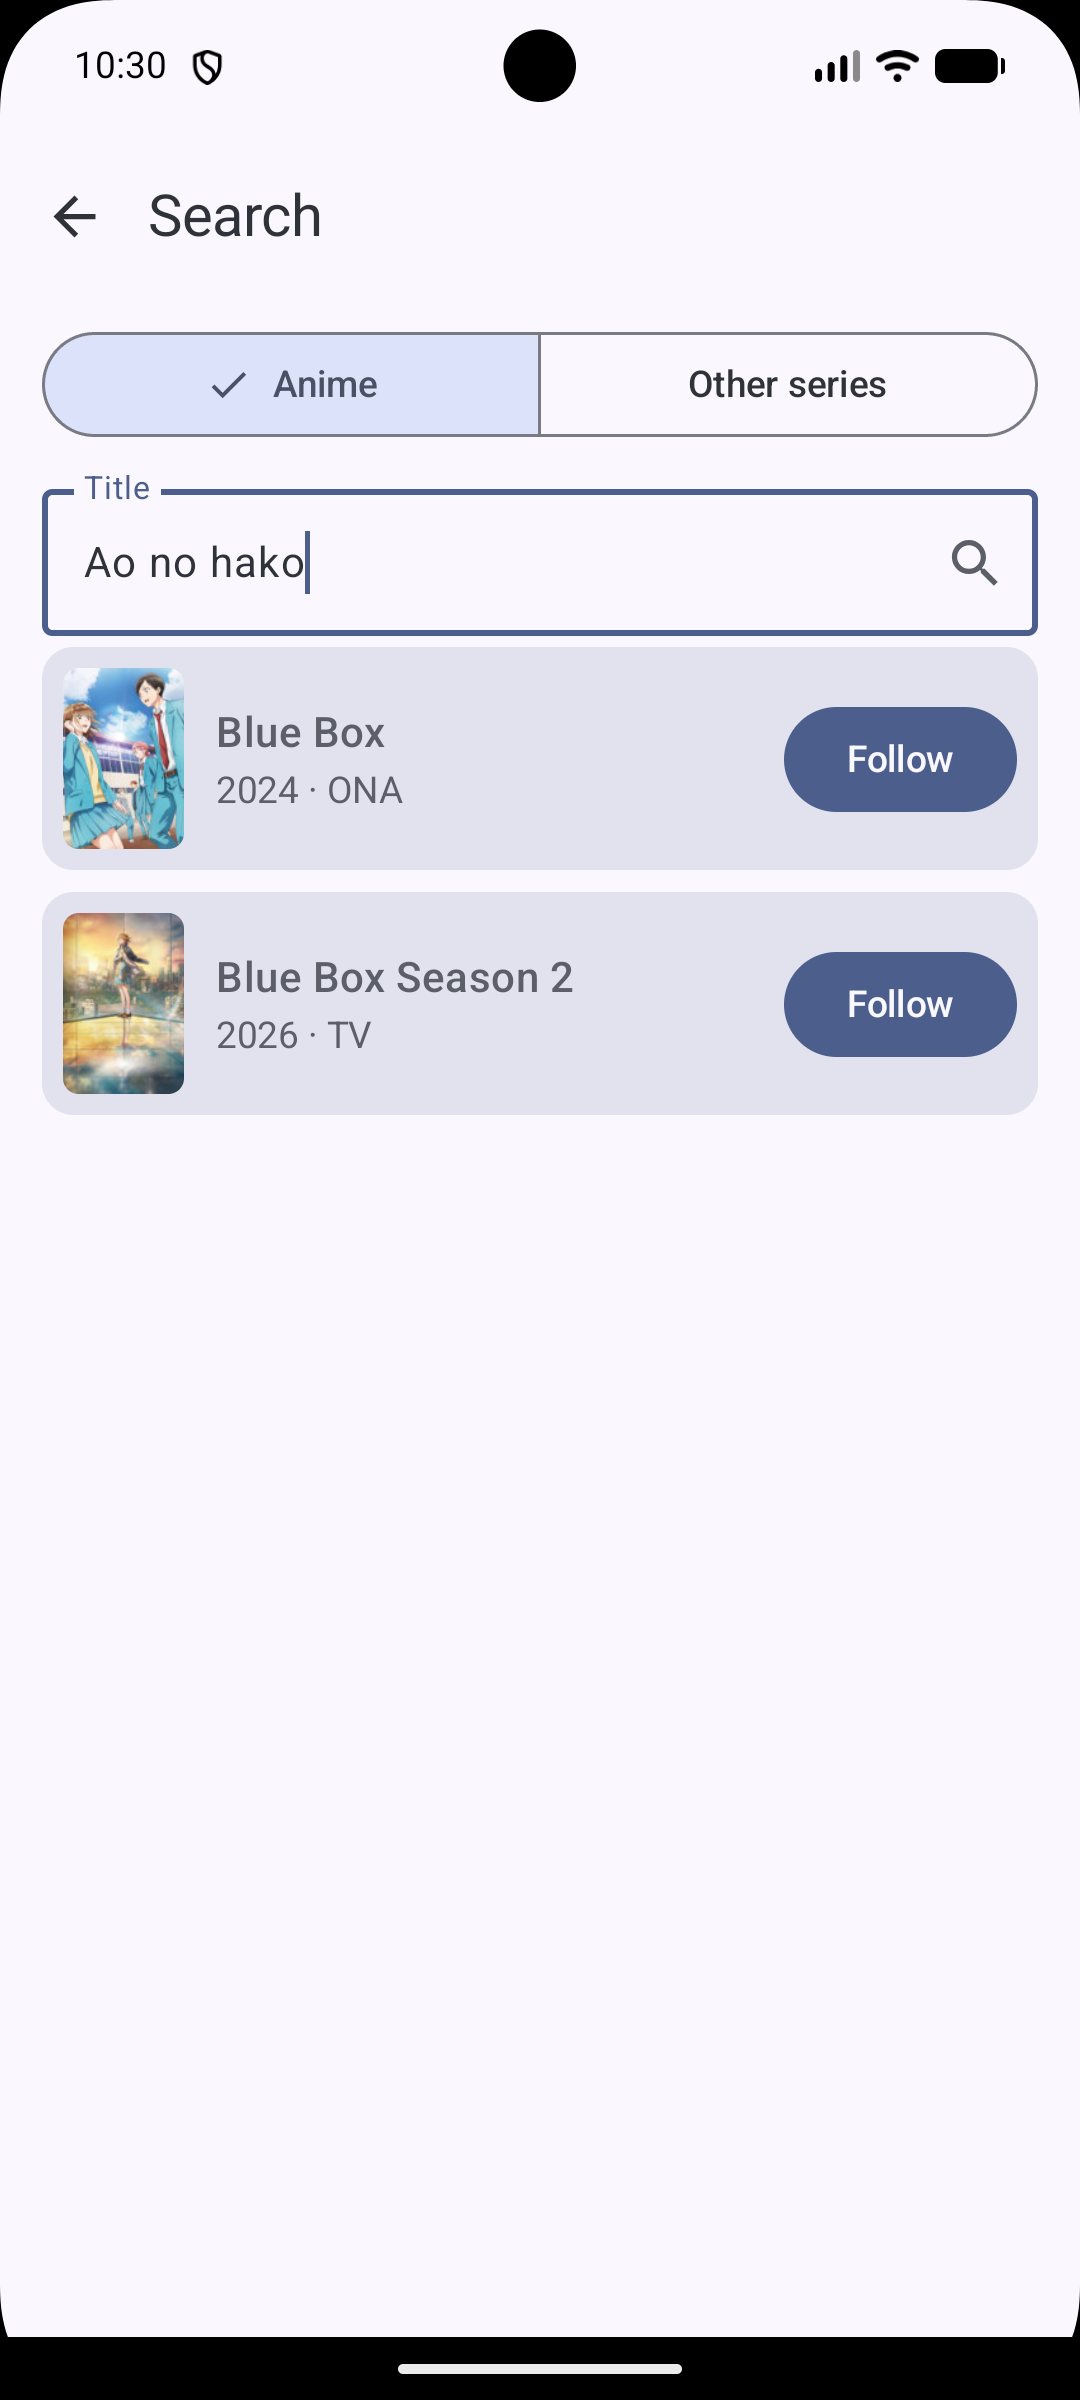 10:30
Search
Anime
Other series
Title
Ao no hako
Blue Box
2024 · ONA
Follow
Blue Box Season 2
2026 · TV
Follow